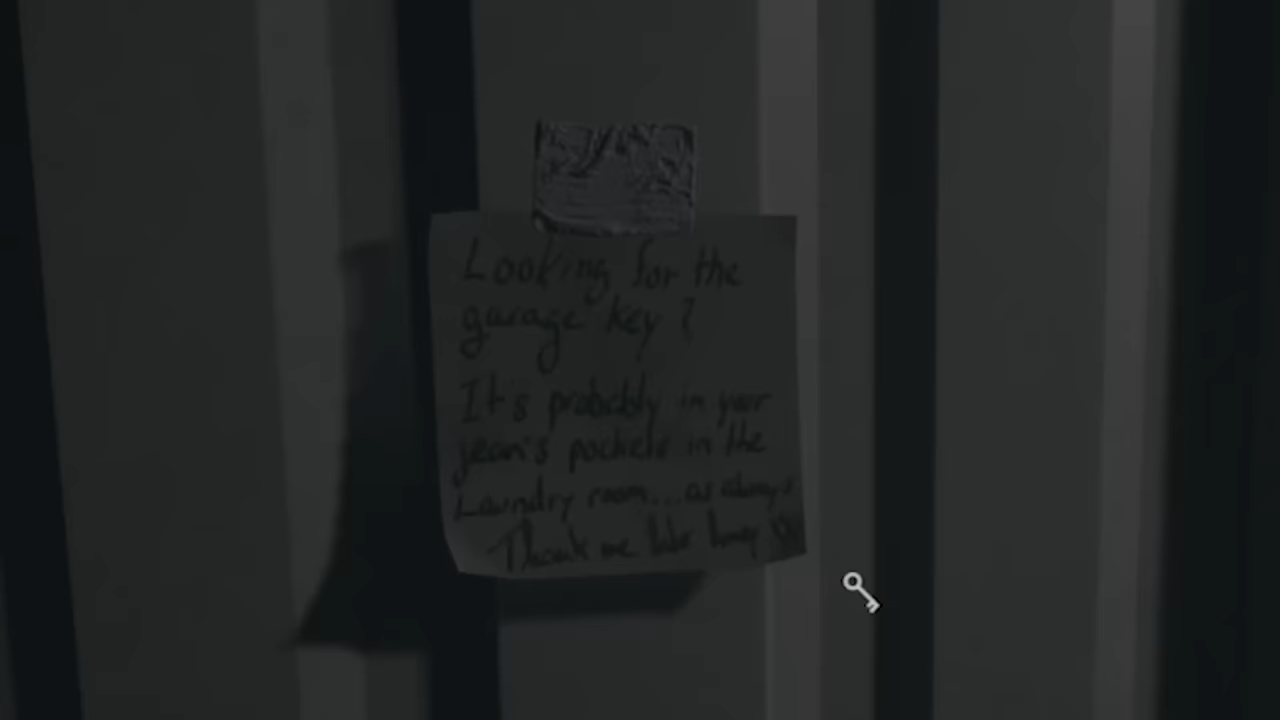 Looking for the
garage key?
It's probably in your
jean's pockets in the
Laundry room... as always
Thank me later honey